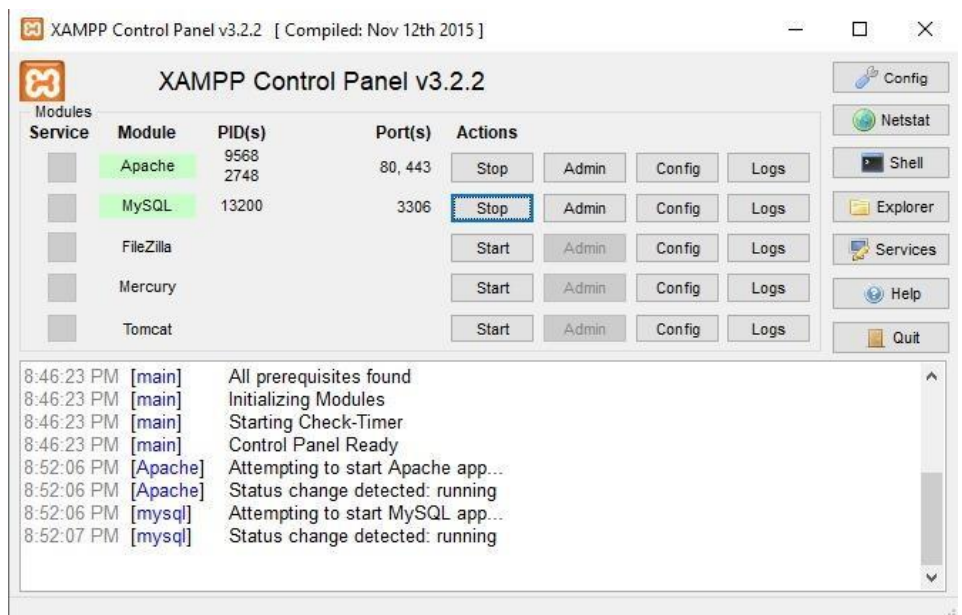 XAMPP Control Panel v3.2.2 [ Compiled: Nov 12th 2015 ]
XAMPP Control Panel v3.2.2
Config
Modules
Netstat
Service Module PID(s) Port(s) Actions
Apache 9568 2748 80, 443 Stop Admin Config Logs
Shell
MySQL 13200 3306 Stop Admin Config Logs
Explorer
FileZilla Start Admin Config Logs
Services
Mercury Start Admin Config Logs
Help
Tomcat Start Admin Config Logs
Quit
8:46:23 PM [main] All prerequisites found
8:46:23 PM [main] Initializing Modules
8:46:23 PM [main] Starting Check-Timer
8:46:23 PM [main] Control Panel Ready
8:52:06 PM [Apache] Attempting to start Apache app...
8:52:06 PM [Apache] Status change detected: running
8:52:06 PM [mysql] Attempting to start MySQL app...
8:52:07 PM [mysql] Status change detected: running